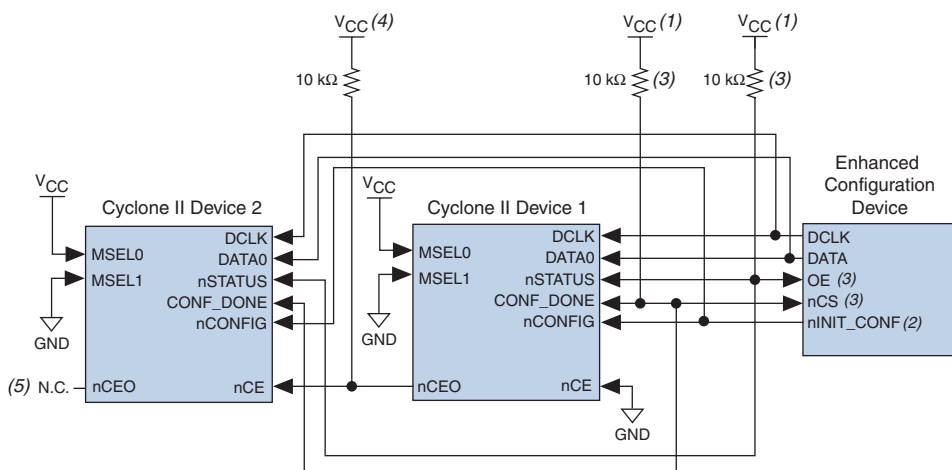 VCC (4)
VCC (1)
VCC (1)
10 kΩ
10 kΩ (3)
10 kΩ (3)
Enhanced
Configuration
Device
VCC
Cyclone II Device 2
MSEL0
MSEL1
GND
DCLK
DATA0
nSTATUS
CONF_DONE
nCONFIG
(5) N.C.
nCEO
nCE
VCC
Cyclone II Device 1
MSEL0
MSEL1
GND
DCLK
DATA0
nSTATUS
CONF_DONE
nCONFIG
nCEO
nCE
GND
DCLK
DATA
OE (3)
nCS (3)
nINIT_CONF (2)